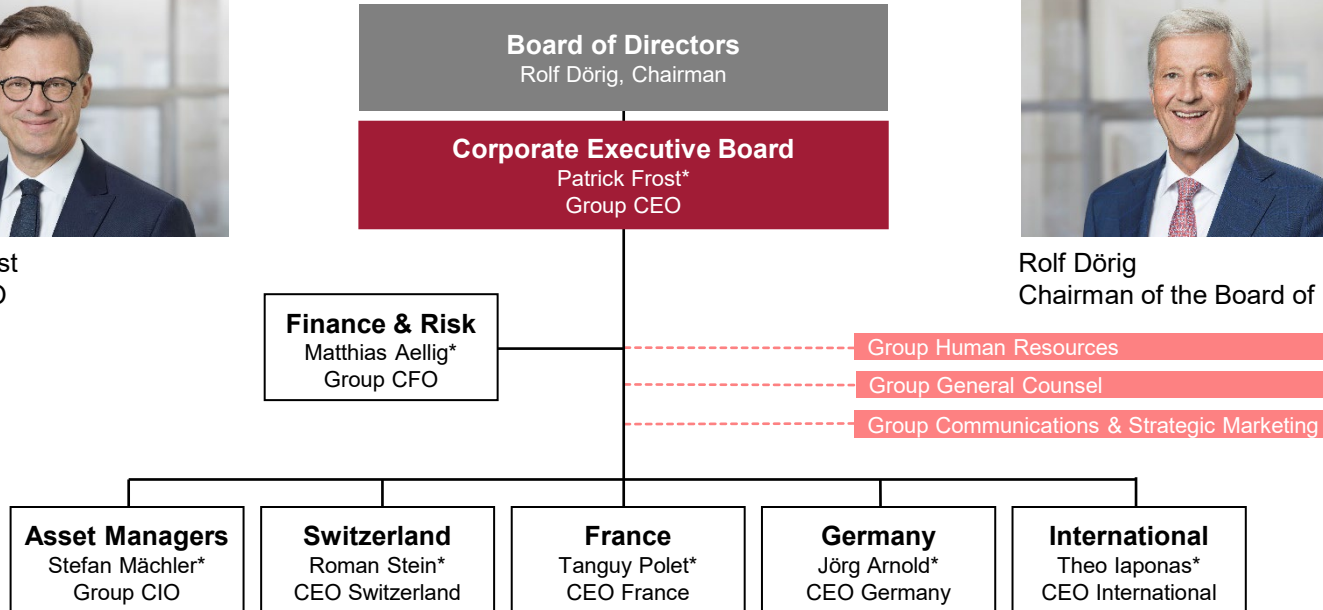 Board of Directors
Rolf Dörig, Chairman
Corporate Executive Board
Patrick Frost*
Group CEO
Rolf Dörig
Chairman of the Board of
Finance & Risk
Matthias Aellig*
Group CFO
Group Human Resources
Group General Counsel
Group Communications & Strategic Marketing
Asset Managers
Stefan Mächler*
Group CIO
Switzerland
Roman Stein*
CEO Switzerland
France
Tanguy Polet*
CEO France
Germany
Jörg Arnold*
CEO Germany
International
Theo Iaponas*
CEO International